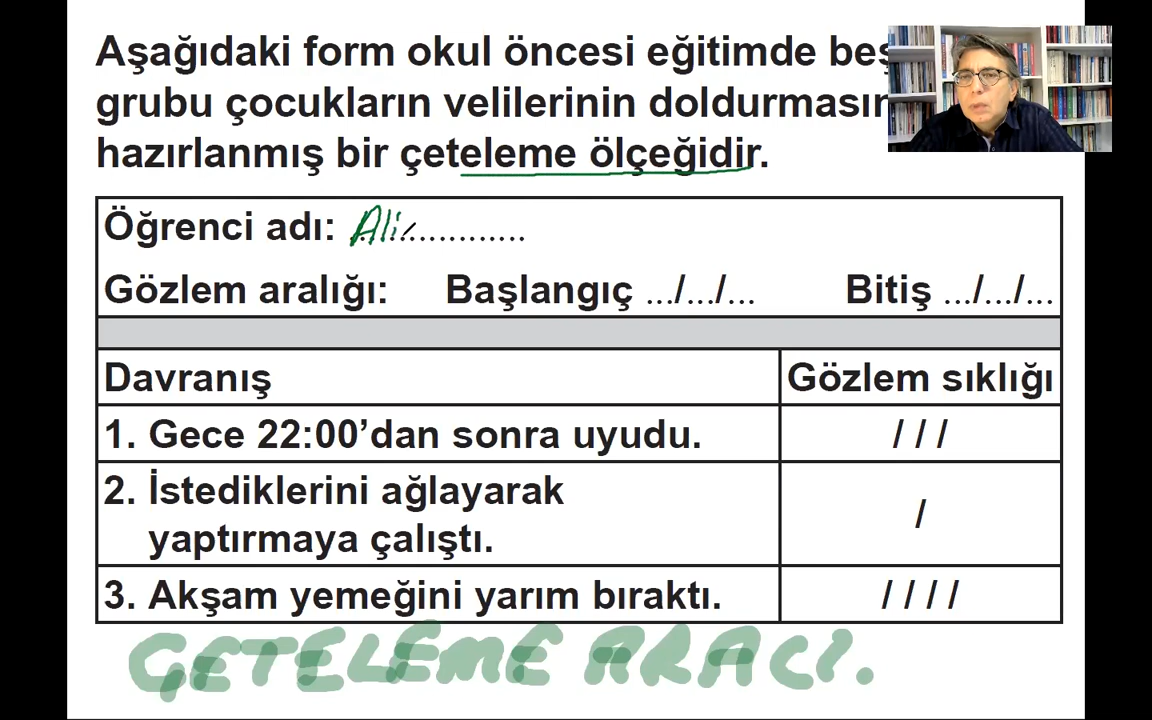 Aşağıdaki form okul öncesi eğitimde beş
grubu çocukların velilerinin doldurmasın
hazırlanmış bir çeteleme ölçeğidir.
Öğrenci adı: Ali.............
Gözlem aralığı: Başlangıç .../.../... Bitiş .../.../...
Davranış Gözlem sıklığı
1. Gece 22:00’dan sonra uyudu. / / /
2. İstediklerini ağlayarak
yaptırmaya çalıştı. /
3. Akşam yemeğini yarım bıraktı. / / / /
ÇETELEME ARACI.